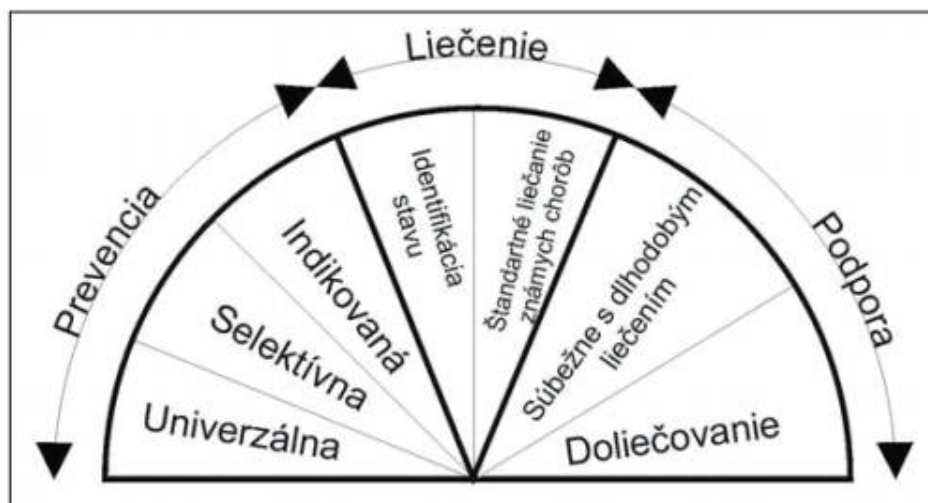 Liečenie
Prevencia
Podpora
Univerzálna
Selektívna
Indikovaná
Identifikácia
stavu
Štandartné liečanie
známych chorôb
Súbežne s dlhodobým
liečením
Doliečovanie